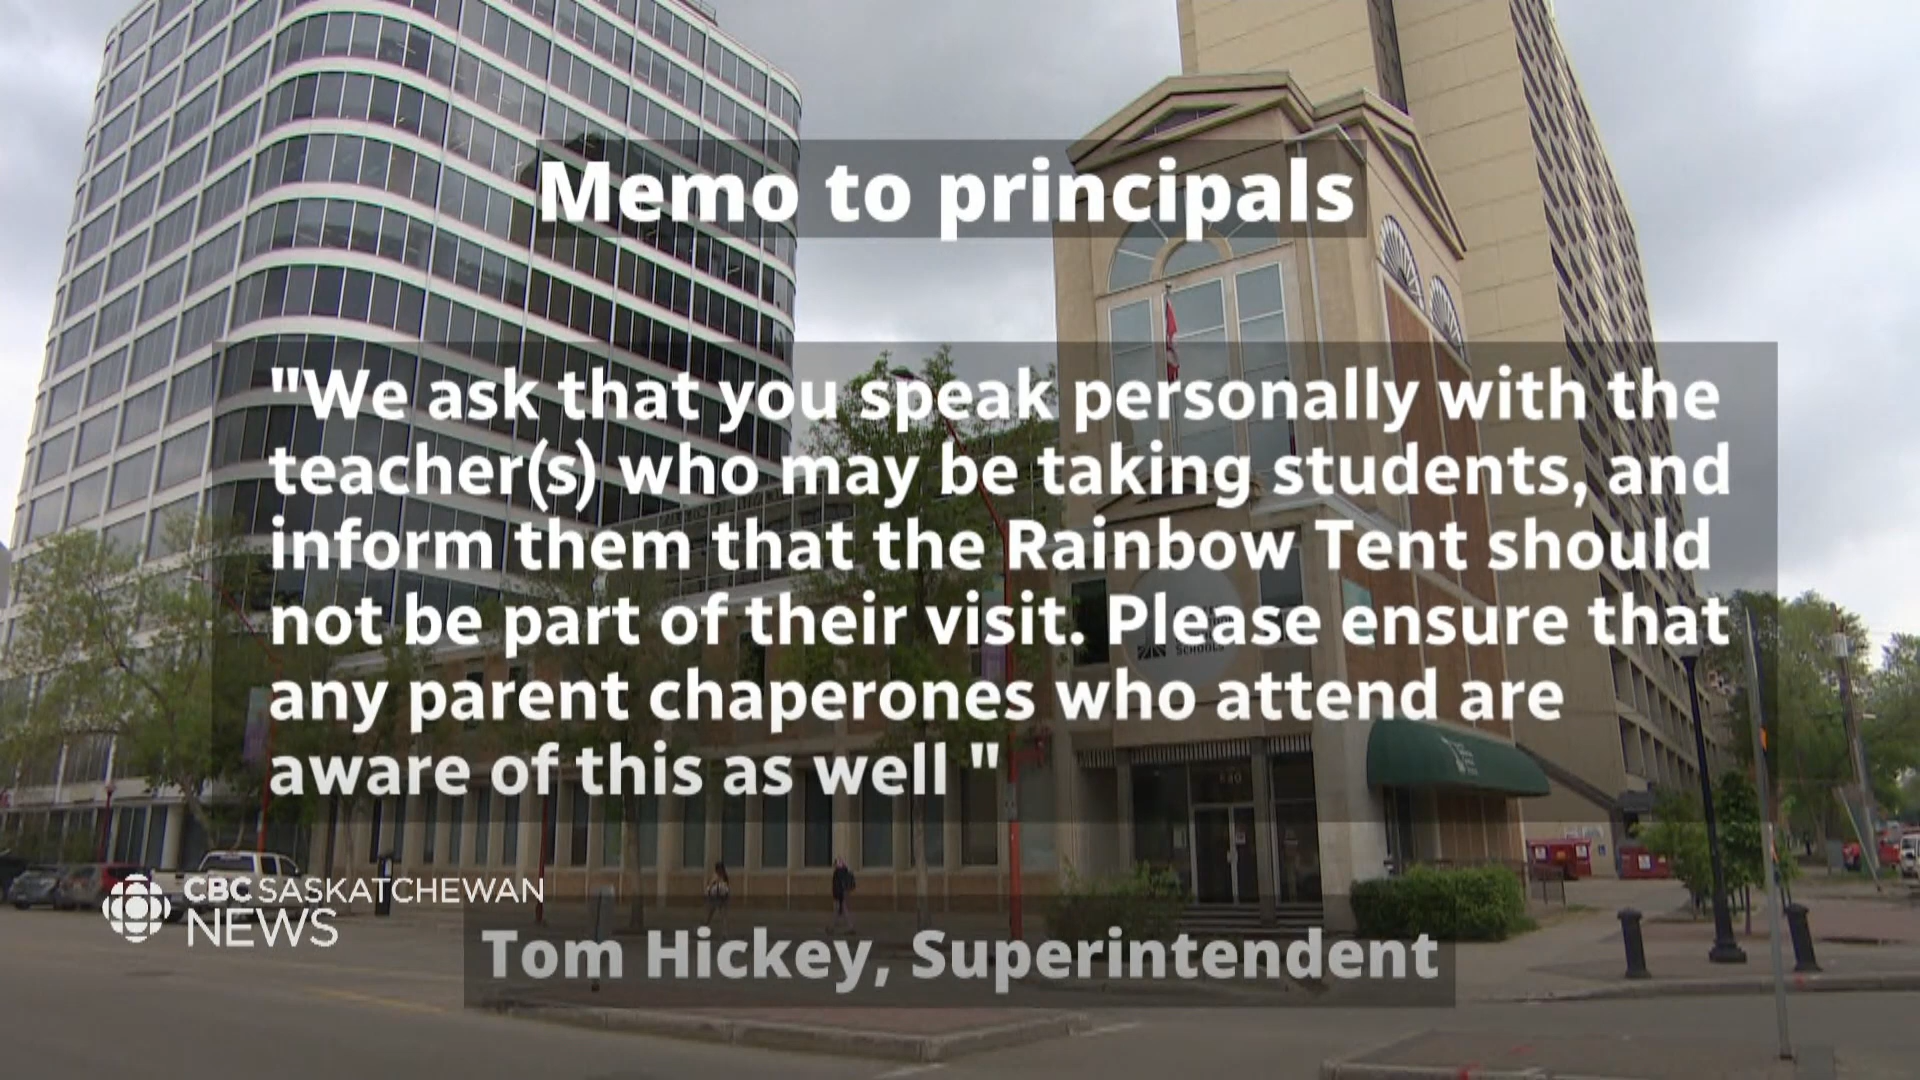 Memo to principals
"We ask that you speak personally with the
teacher(s) who may be taking students, and
inform them that the Rainbow Tent should
not be part of their visit. Please ensure that
any parent chaperones who attend are
aware of this as well "
SCHOOLS
CBC SASKATCHEWAN
NEWS
Tom Hickey, Superintendent